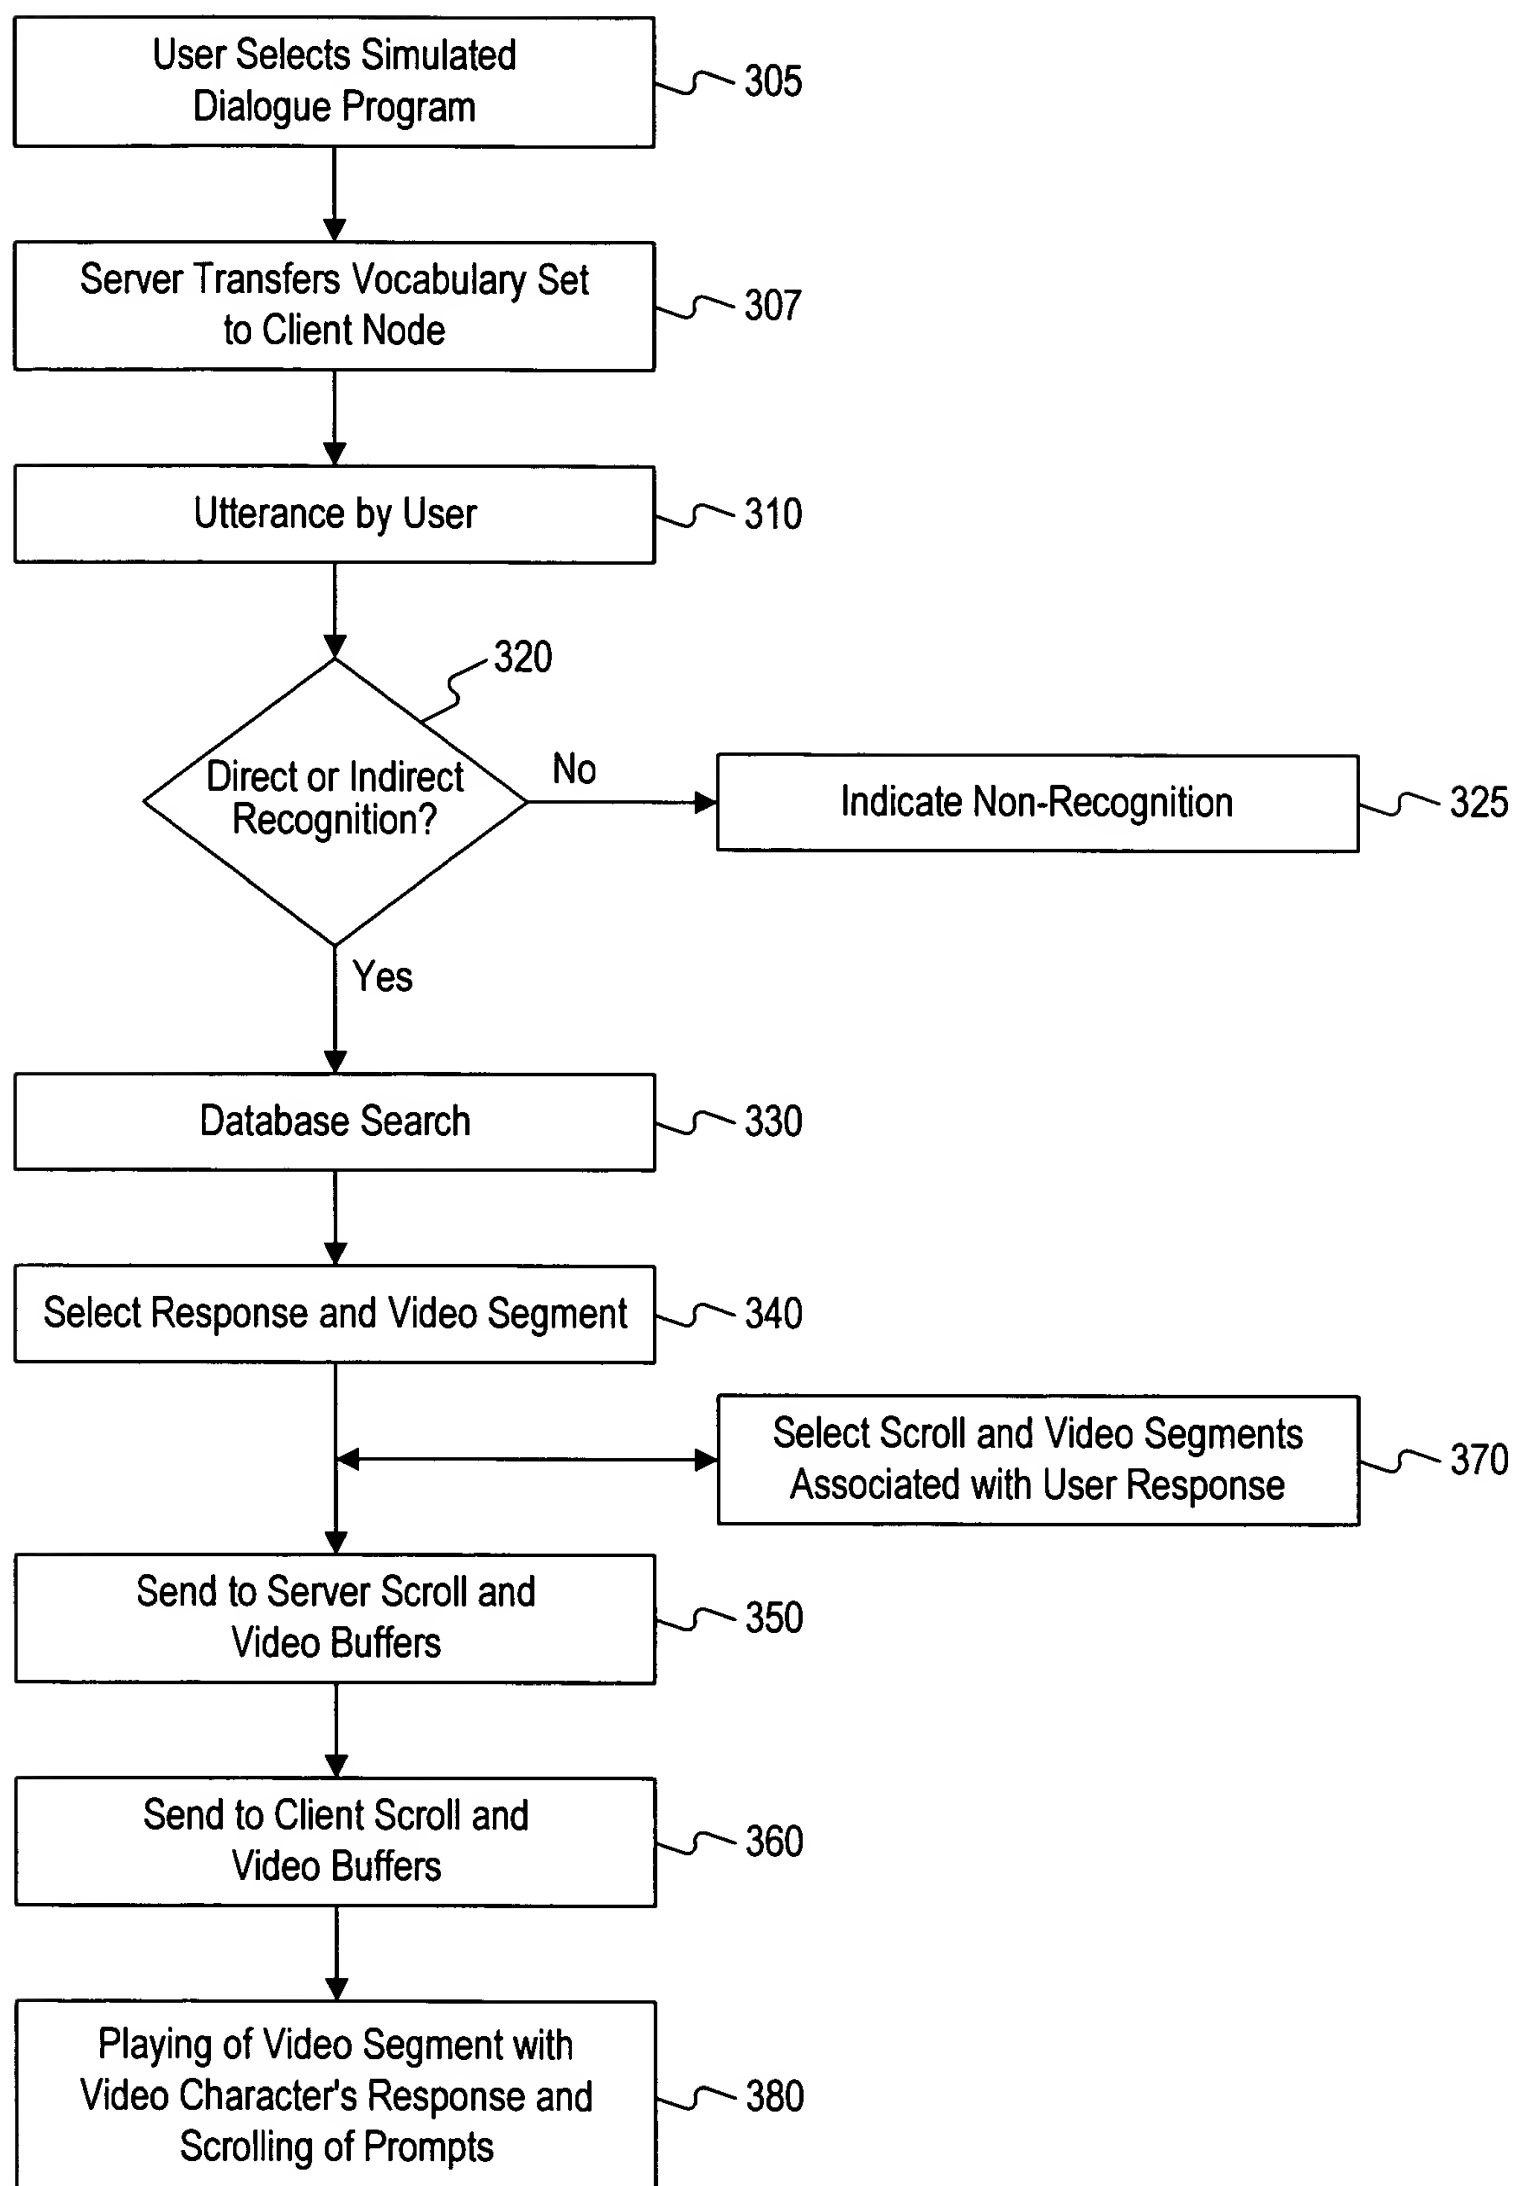 User Selects Simulated
Dialogue Program
305
Server Transfers Vocabulary Set
to Client Node
307
Utterance by User
310
320
Direct or Indirect
Recognition?
No
Indicate Non-Recognition
325
Yes
Database Search
330
Select Response and Video Segment
340
Select Scroll and Video Segments
Associated with User Response
370
Send to Server Scroll and
Video Buffers
350
Send to Client Scroll and
Video Buffers
360
Playing of Video Segment with
Video Character's Response and
Scrolling of Prompts
380